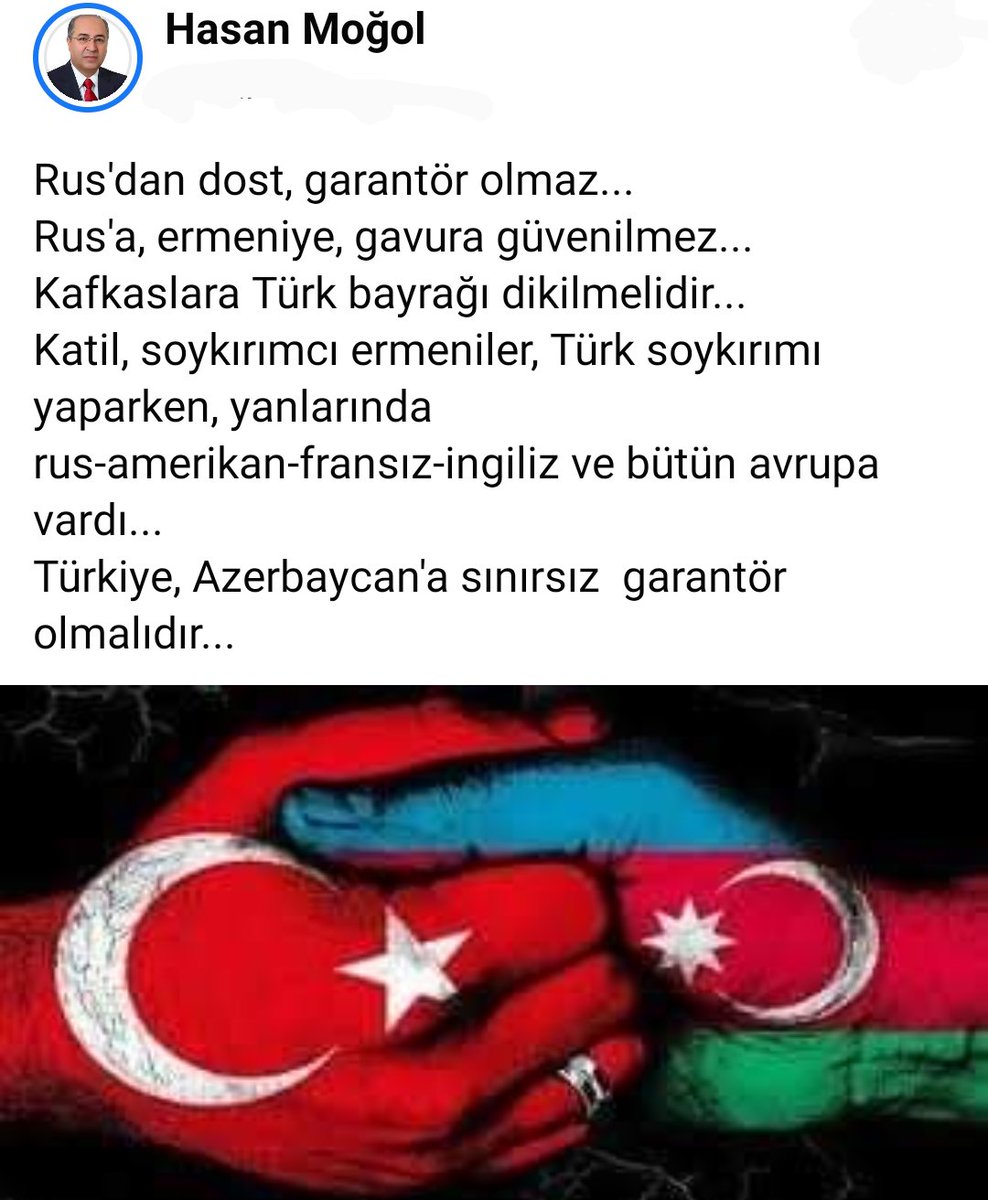 Hasan Moğol
Rus'dan dost, garantör olmaz...
Rus'a, ermeniye, gavura güvenilmez...
Kafkaslara Türk bayrağı dikilmelidir...
Katil, soykırımcı ermeniler, Türk soykırımı
yaparken, yanlarında
rus-amerikan-fransız-ingiliz ve bütün avrupa
vardı...
Türkiye, Azerbaycan'a sınırsız  garantör
olmalıdır...